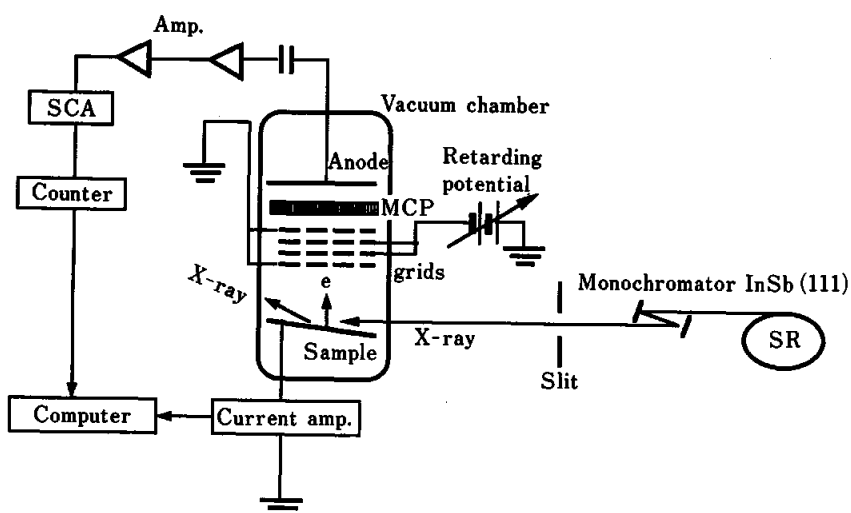 Amp.
SCA
Counter
Computer
Current amp.
Vacuum chamber
Anode
MCP
grids
Retarding
potential
X-ray
e
Sample
X-ray
Slit
Monochromator InSb (111)
SR